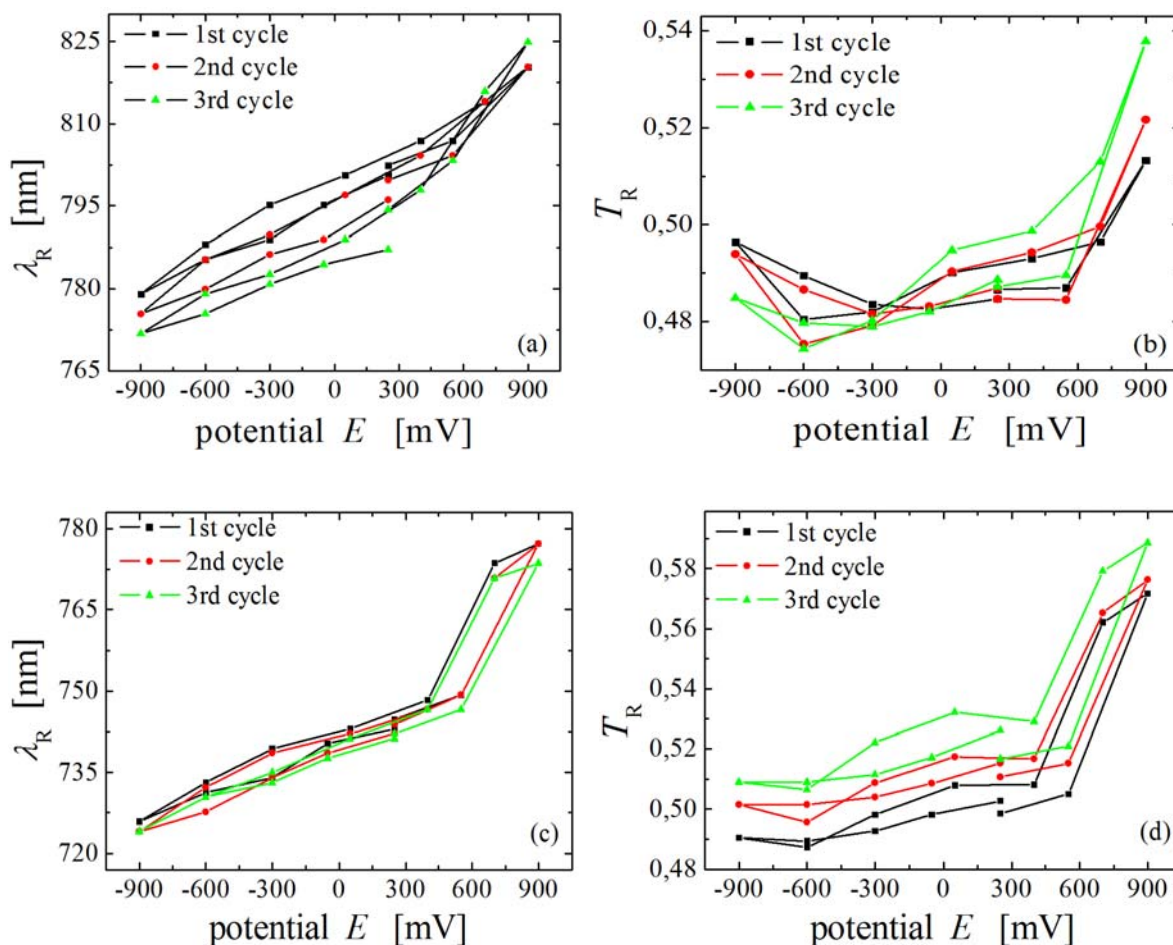 825
810
795
780
765
λR [nm]
1st cycle
2nd cycle
3rd cycle
(a)
-900 -600 -300 0 300 600 900
potential E [mV]
0,54
0,52
0,50
0,48
TR
1st cycle
2nd cycle
3rd cycle
(b)
-900 -600 -300 0 300 600 900
potential E [mV]
780
765
750
735
720
λR [nm]
1st cycle
2nd cycle
3rd cycle
(c)
-900 -600 -300 0 300 600 900
potential E [mV]
0,58
0,56
0,54
0,52
0,50
0,48
TR
1st cycle
2nd cycle
3rd cycle
(d)
-900 -600 -300 0 300 600 900
potential E [mV]